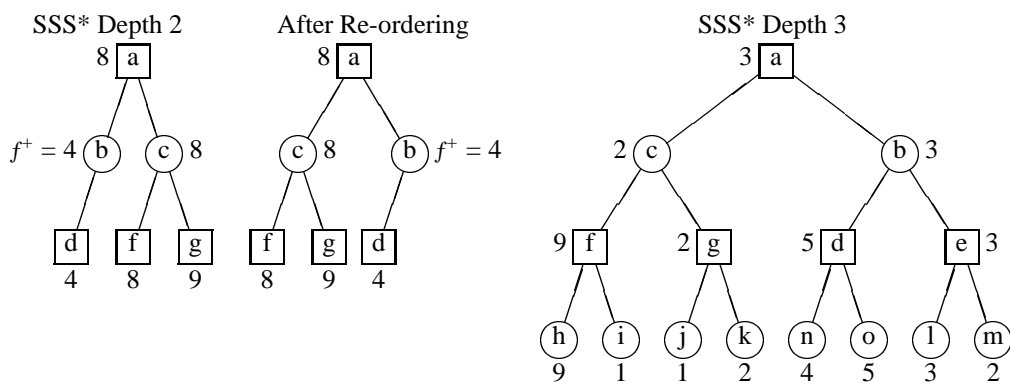 SSS* Depth 2
8 a
f+ = 4 b c 8
d f g
4 8 9
After Re-ordering
8 a
c 8 b f+ = 4
f g d
8 9 4
SSS* Depth 3
3 a
2 c b 3
9 f 2 g 5 d e 3
h i j k n o l m
9 1 1 2 4 5 3 2